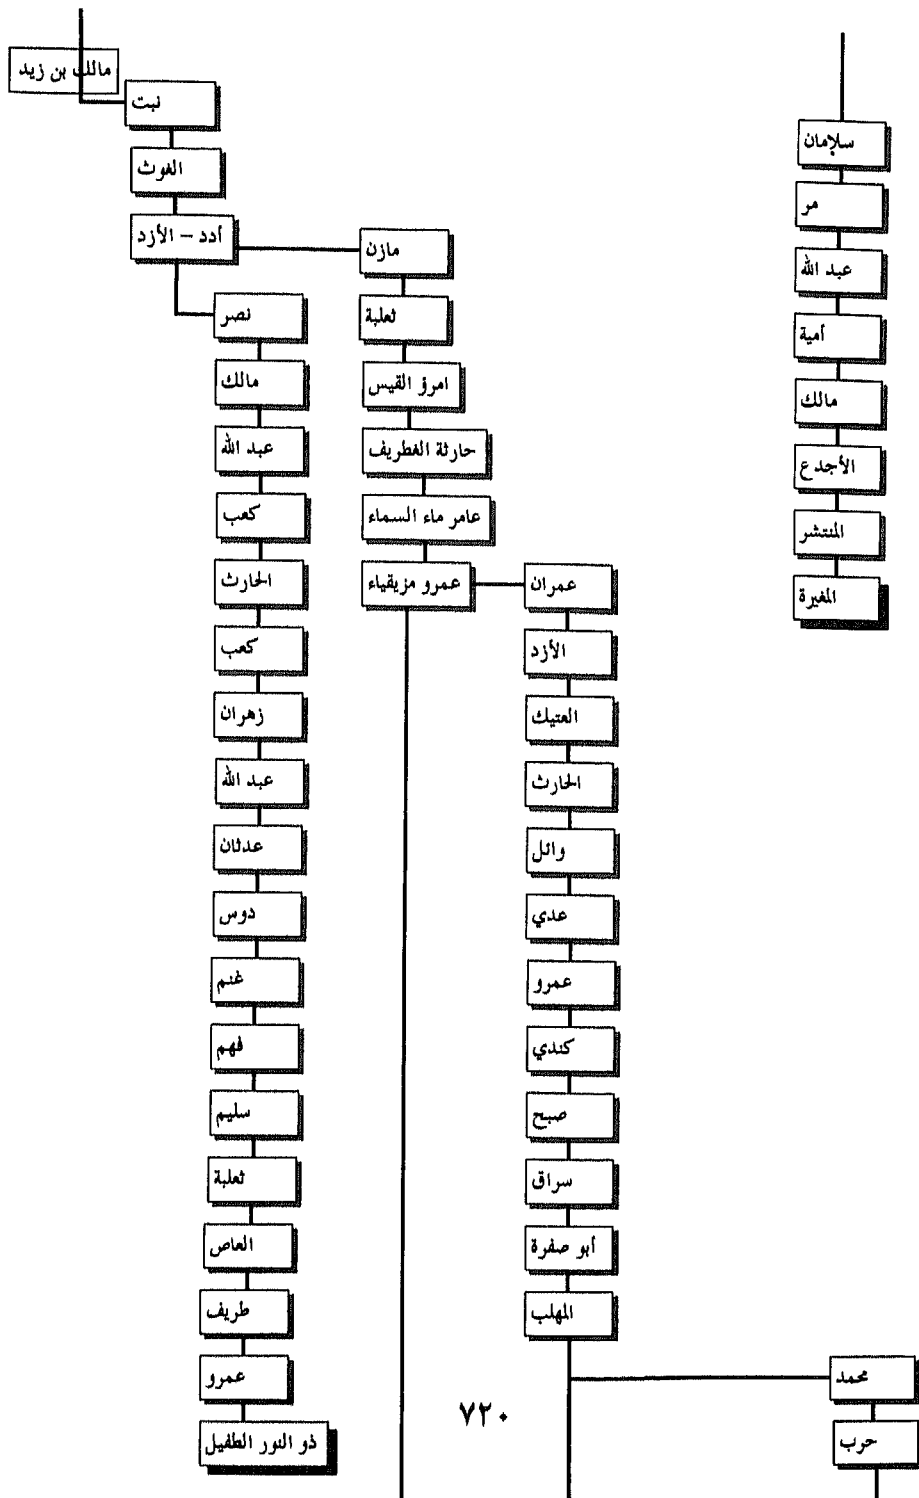 مالك بن زيد
نبت
الغوث
أدد – الأزد
نصر
مالك
عبد الله
كعب
الحارث
كعب
زهران
عبد الله
عدثان
دوس
غنم
فهم
سليم
ثعلبة
العاص
طريف
عمرو
ذو النور الطفيل
مازن
ثعلبة
امرؤ القيس
حارثة الغطريف
عامر ماء السماء
عمرو مزيقياء
عمران
الأزد
العتيك
الحارث
وائل
عدي
عمرو
كندي
صبح
سراق
أبو صفرة
المهلب
محمد
حرب
سلامان
مر
عبد الله
أمية
مالك
الأجدع
المنتشر
المغيرة
٧٢٠